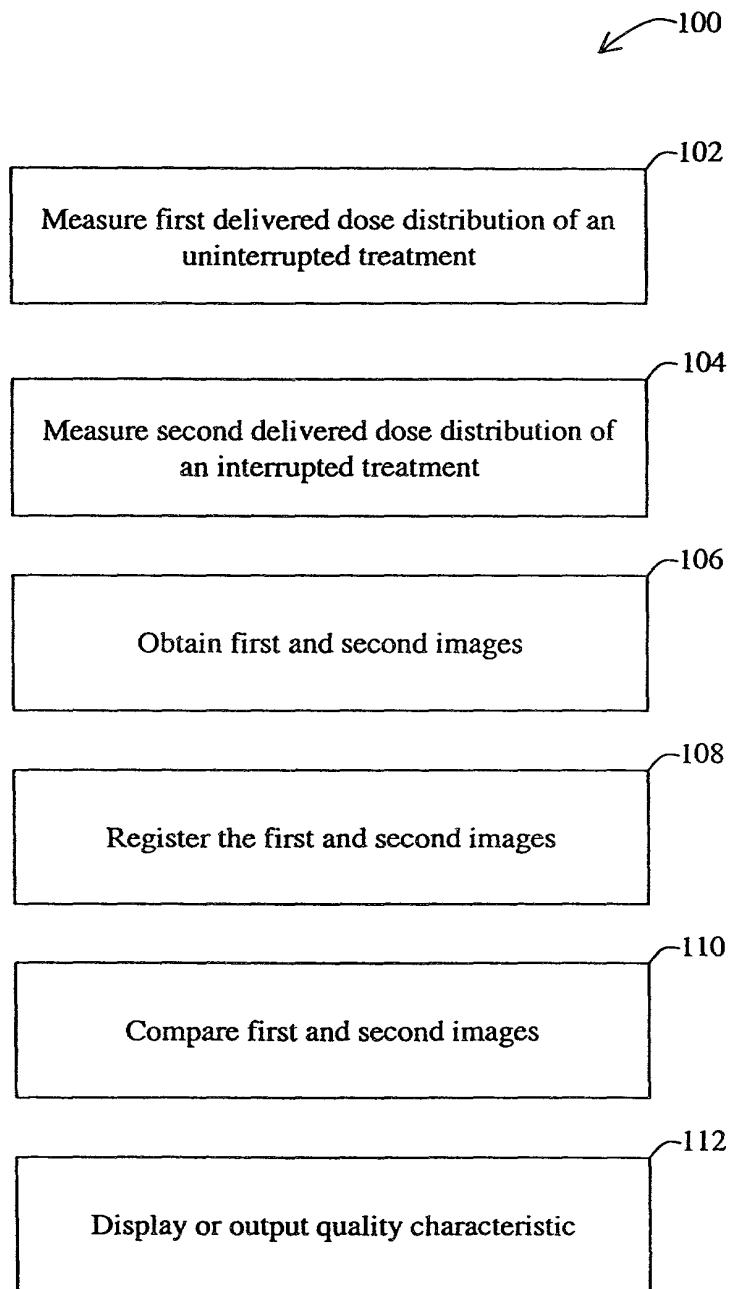 100
102
Measure first delivered dose distribution of an
uninterrupted treatment
104
Measure second delivered dose distribution of
an interrupted treatment
106
Obtain first and second images
108
Register the first and second images
110
Compare first and second images
112
Display or output quality characteristic